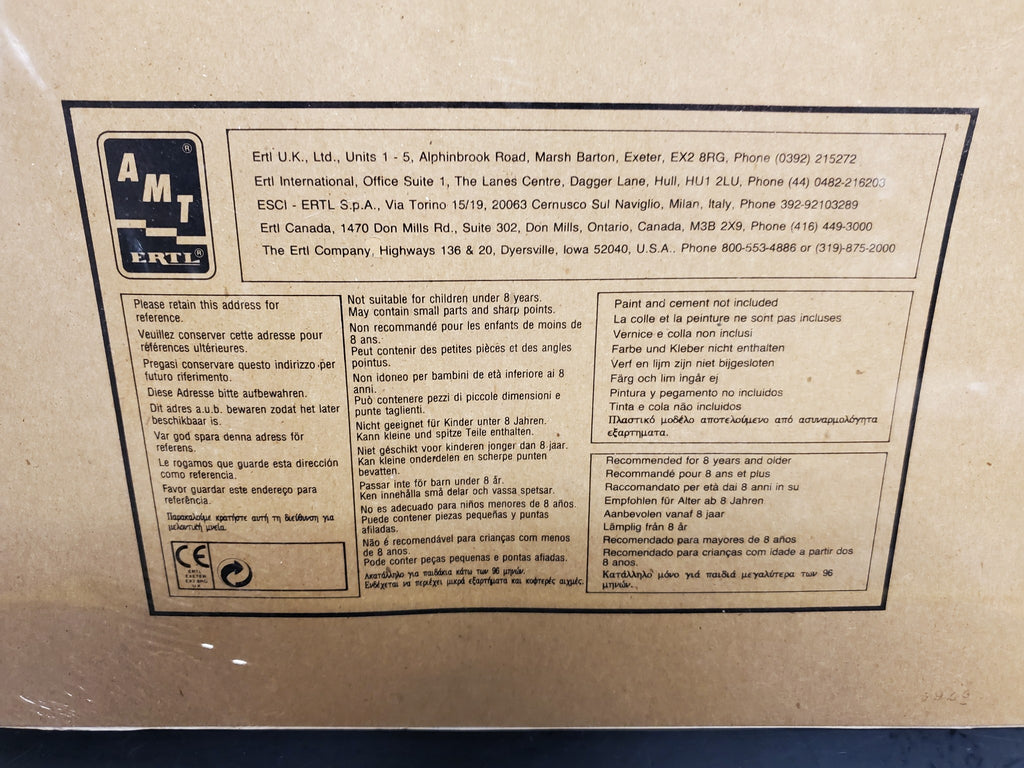 AMT®
ERTL®
Ertl U.K., Ltd., Units 1 - 5, Alphinbrook Road, Marsh Barton, Exeter, EX2 8RG, Phone (0392) 215272
Ertl International, Office Suite 1, The Lanes Centre, Dagger Lane, Hull, HU1 2LU, Phone (44) 0482-216203
ESCI - ERTL S.p.A., Via Torino 15/19, 20063 Cernusco Sul Naviglio, Milan, Italy, Phone 392-92103289
Ertl Canada, 1470 Don Mills Rd., Suite 302, Don Mills, Ontario, Canada, M3B 2X9, Phone (416) 449-3000
The Ertl Company, Highways 136 & 20, Dyersville, Iowa 52040, U.S.A.. Phone 800-553-4886 or (319)-875-2000
Please retain this address for
reference.
Veuillez conserver cette adresse pour
références ultérieures.
Pregasi conservare questo indirizzo per
futuro riferimento.
Diese Adresse bitte aufbewahren.
Dit adres a.u.b. bewaren zodat het later
beschikbaar is.
Var god spara denna adress för
referens.
Le rogamos que guarde esta dirección
como referencia.
Favor guardar este endereço para
referência.
Παρακαλούμε κρατήστε αυτή τη διεύθυνση για
μελοντική μνεία.
CE
ERTL
EXETER
EX2 8RG
U.K
Not suitable for children under 8 years.
May contain small parts and sharp points.
Non recommandé pour les enfants de moins de
8 ans.
Peut contenir des petites pièces et des angles
pointus.
Non idoneo per bambini de età inferiore ai 8
anni.
Può contenere pezzi di piccole dimensioni e
punte taglienti.
Nicht geeignet für Kinder unter 8 Jahren.
Kann kleine und spitze Teile enthalten.
Niet géschikt voor kinderen jonger dan 8 jaar.
Kan kleine onderdelen en scherpe punten
bevatten.
Passar inte för barn under 8 år.
Ken innehålla små delar och vassa spetsar.
No es adecuado para niños menores de 8 años.
Puede contener piezas pequeñas y puntas
afiladas.
Não é recomendável para crianças com menos
de 8 anos.
Pode conter peças pequenas e pontas afiadas.
Ακατάλληλο για παιδάκια κάτω των 96 μηνών.
Ενδέχεται να περιέχει μικρά εξαρτήματα και κοφτερές αιχμές.
Paint and cement not included
La colle et la peinture ne sont pas incluses
Vernice e colla non inclusi
Farbe und Kleber nicht enthalten
Verf en lijm zijn niet bijgesloten
Färg och lim ingår ej
Pintura y pegamento no incluidos
Tinta e cola não incluidos
Πλαστικό μοδέλο αποτελούμενο από ασυναρμολόγητα
εξαρτηματα.
Recommended for 8 years and older
Recommandé pour 8 ans et plus
Raccomandato per età dai 8 anni in su
Empfohlen für Alter ab 8 Jahren
Aanbevolen vanaf 8 jaar
Lämplig från 8 år
Recomendado para mayores de 8 años
Recomendado para crianças com idade a partir dos
8 anos.
Κατάλληλο μόνο γιά παιδιά μεγαλύτερα των 96
μηνών.